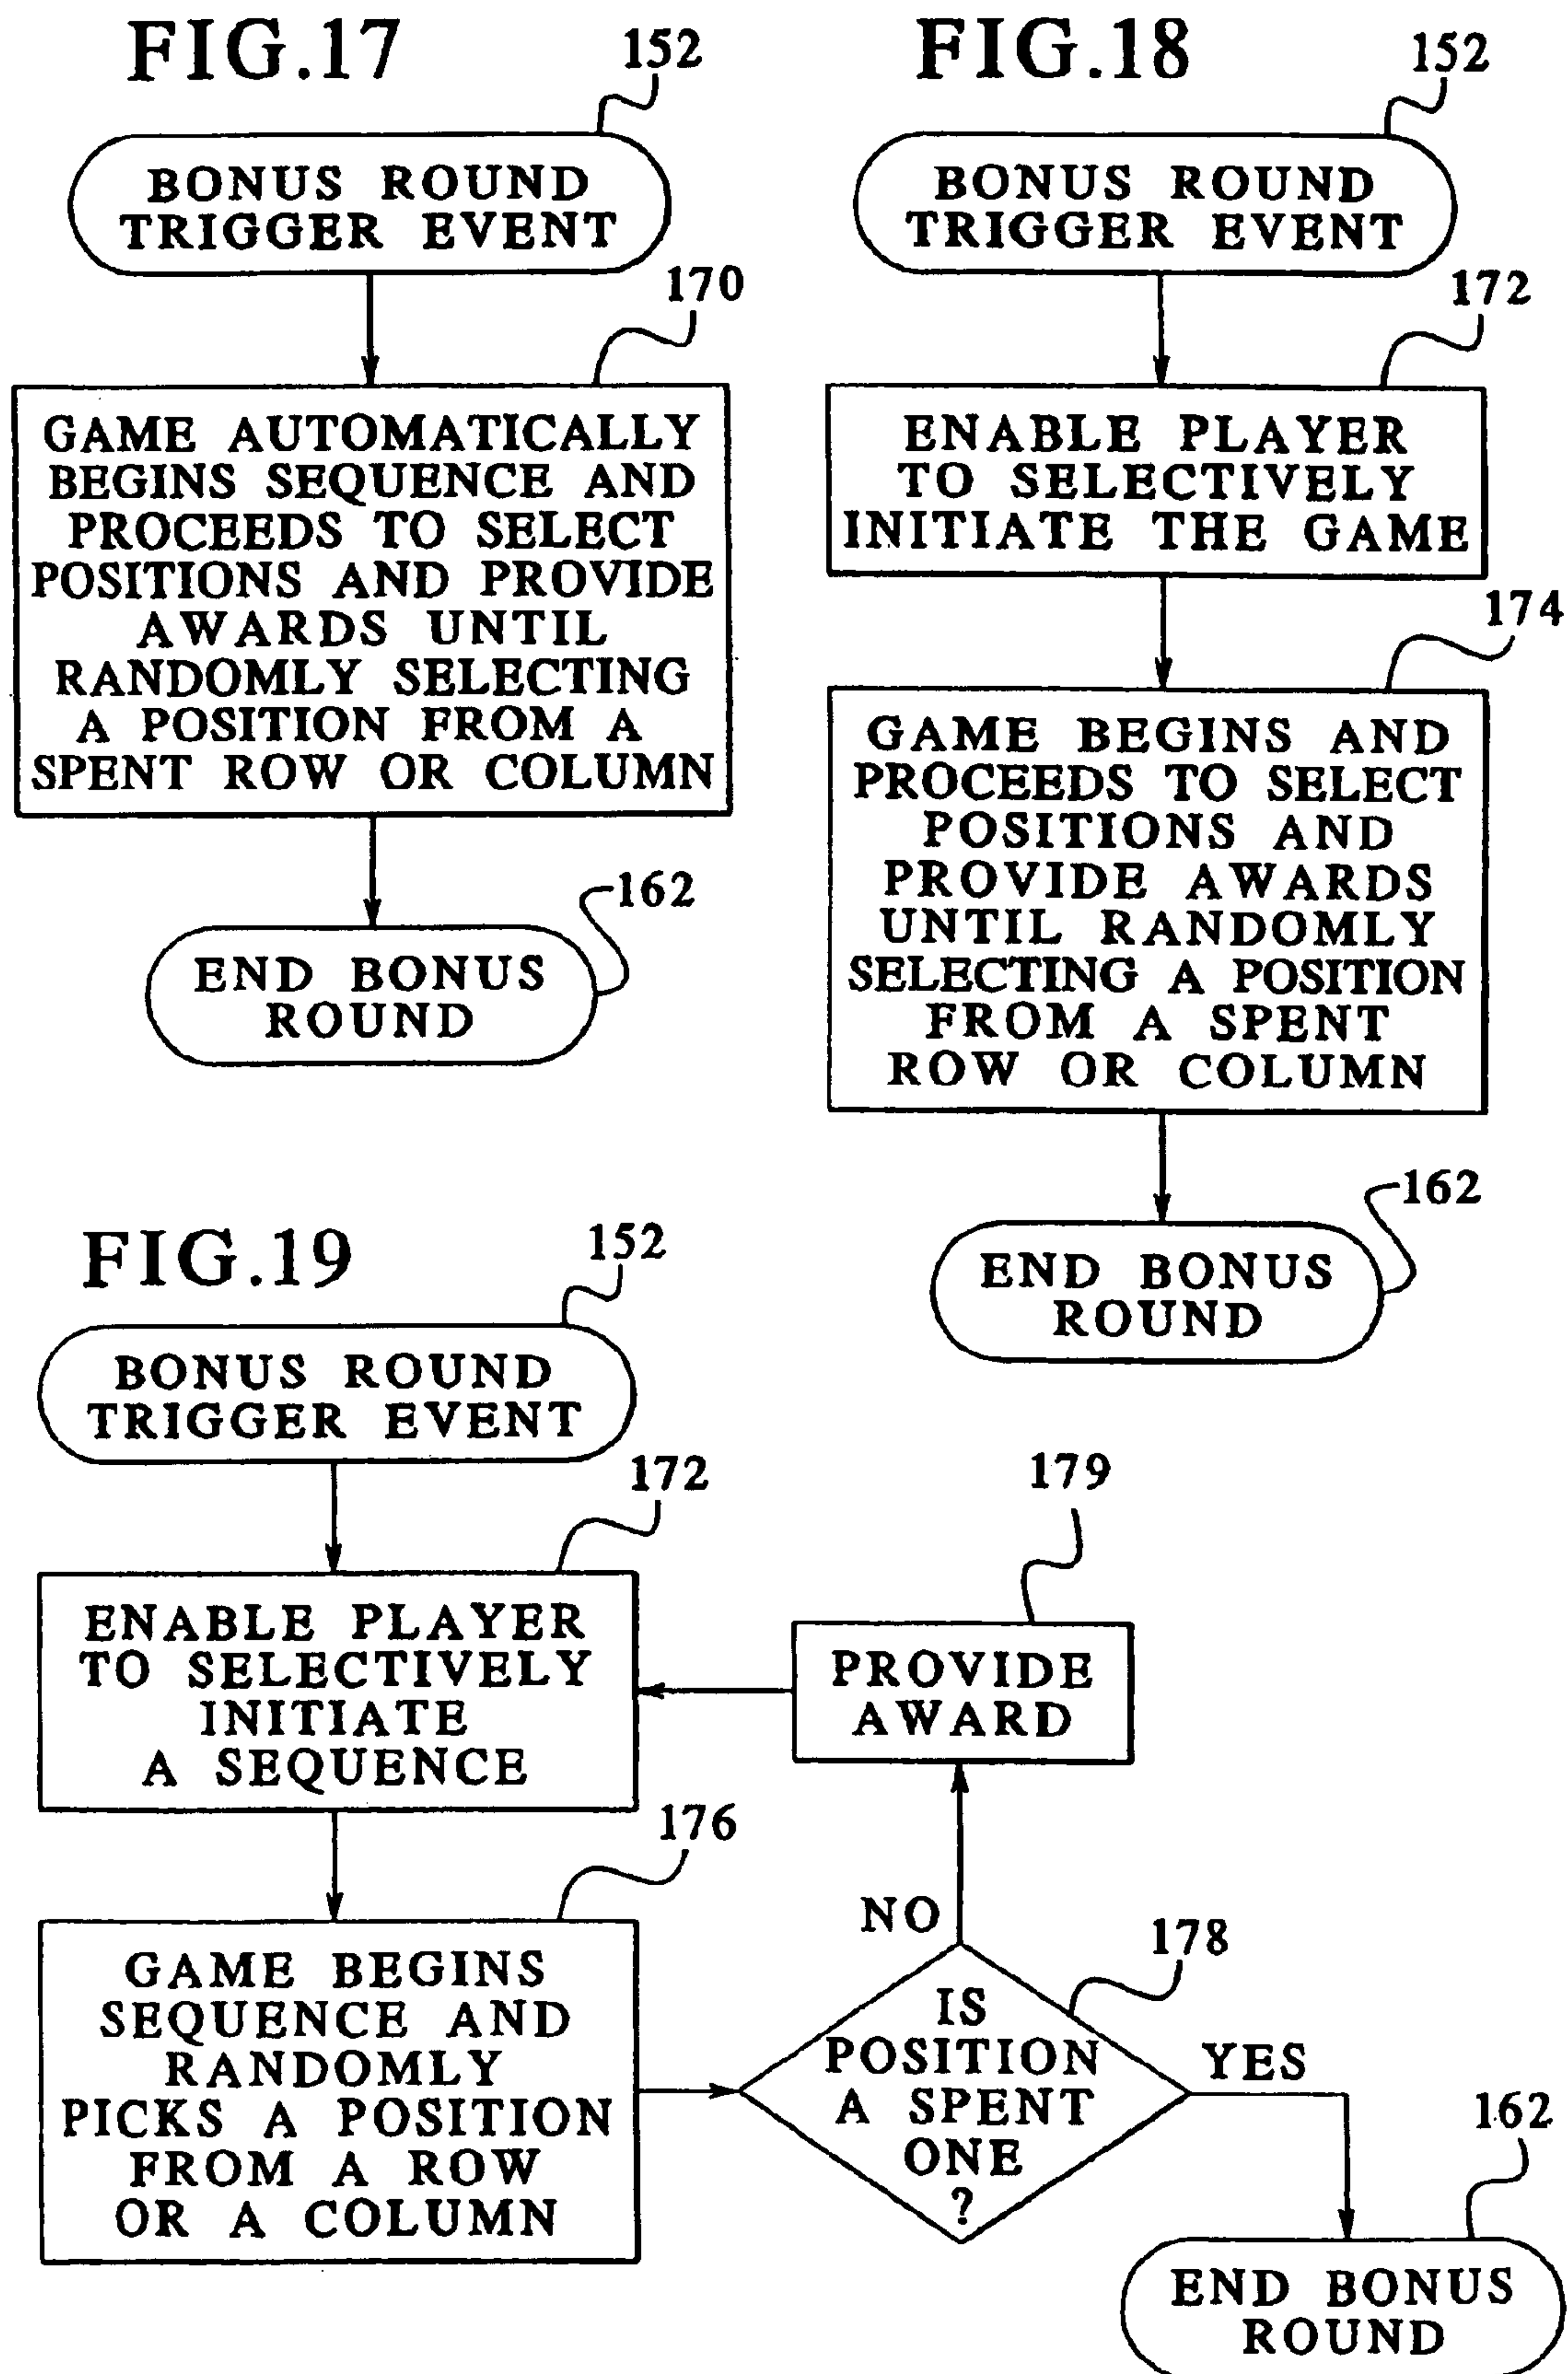 FIG.17
152
BONUS ROUND
TRIGGER EVENT
170
GAME AUTOMATICALLY
BEGINS SEQUENCE AND
PROCEEDS TO SELECT
POSITIONS AND PROVIDE
AWARDS UNTIL
RANDOMLY SELECTING
A POSITION FROM A
SPENT ROW OR COLUMN
162
END BONUS
ROUND
FIG.18
152
BONUS ROUND
TRIGGER EVENT
172
ENABLE PLAYER
TO SELECTIVELY
INITIATE THE GAME
174
GAME BEGINS AND
PROCEEDS TO SELECT
POSITIONS AND
PROVIDE AWARDS
UNTIL RANDOMLY
SELECTING A POSITION
FROM A SPENT
ROW OR COLUMN
162
END BONUS
ROUND
FIG.19
152
BONUS ROUND
TRIGGER EVENT
172
ENABLE PLAYER
TO SELECTIVELY
INITIATE
A SEQUENCE
176
GAME BEGINS
SEQUENCE AND
RANDOMLY
PICKS A POSITION
FROM A ROW
OR A COLUMN
179
PROVIDE
AWARD
NO
178
IS
POSITION
A SPENT
ONE
?
YES
162
END BONUS
ROUND